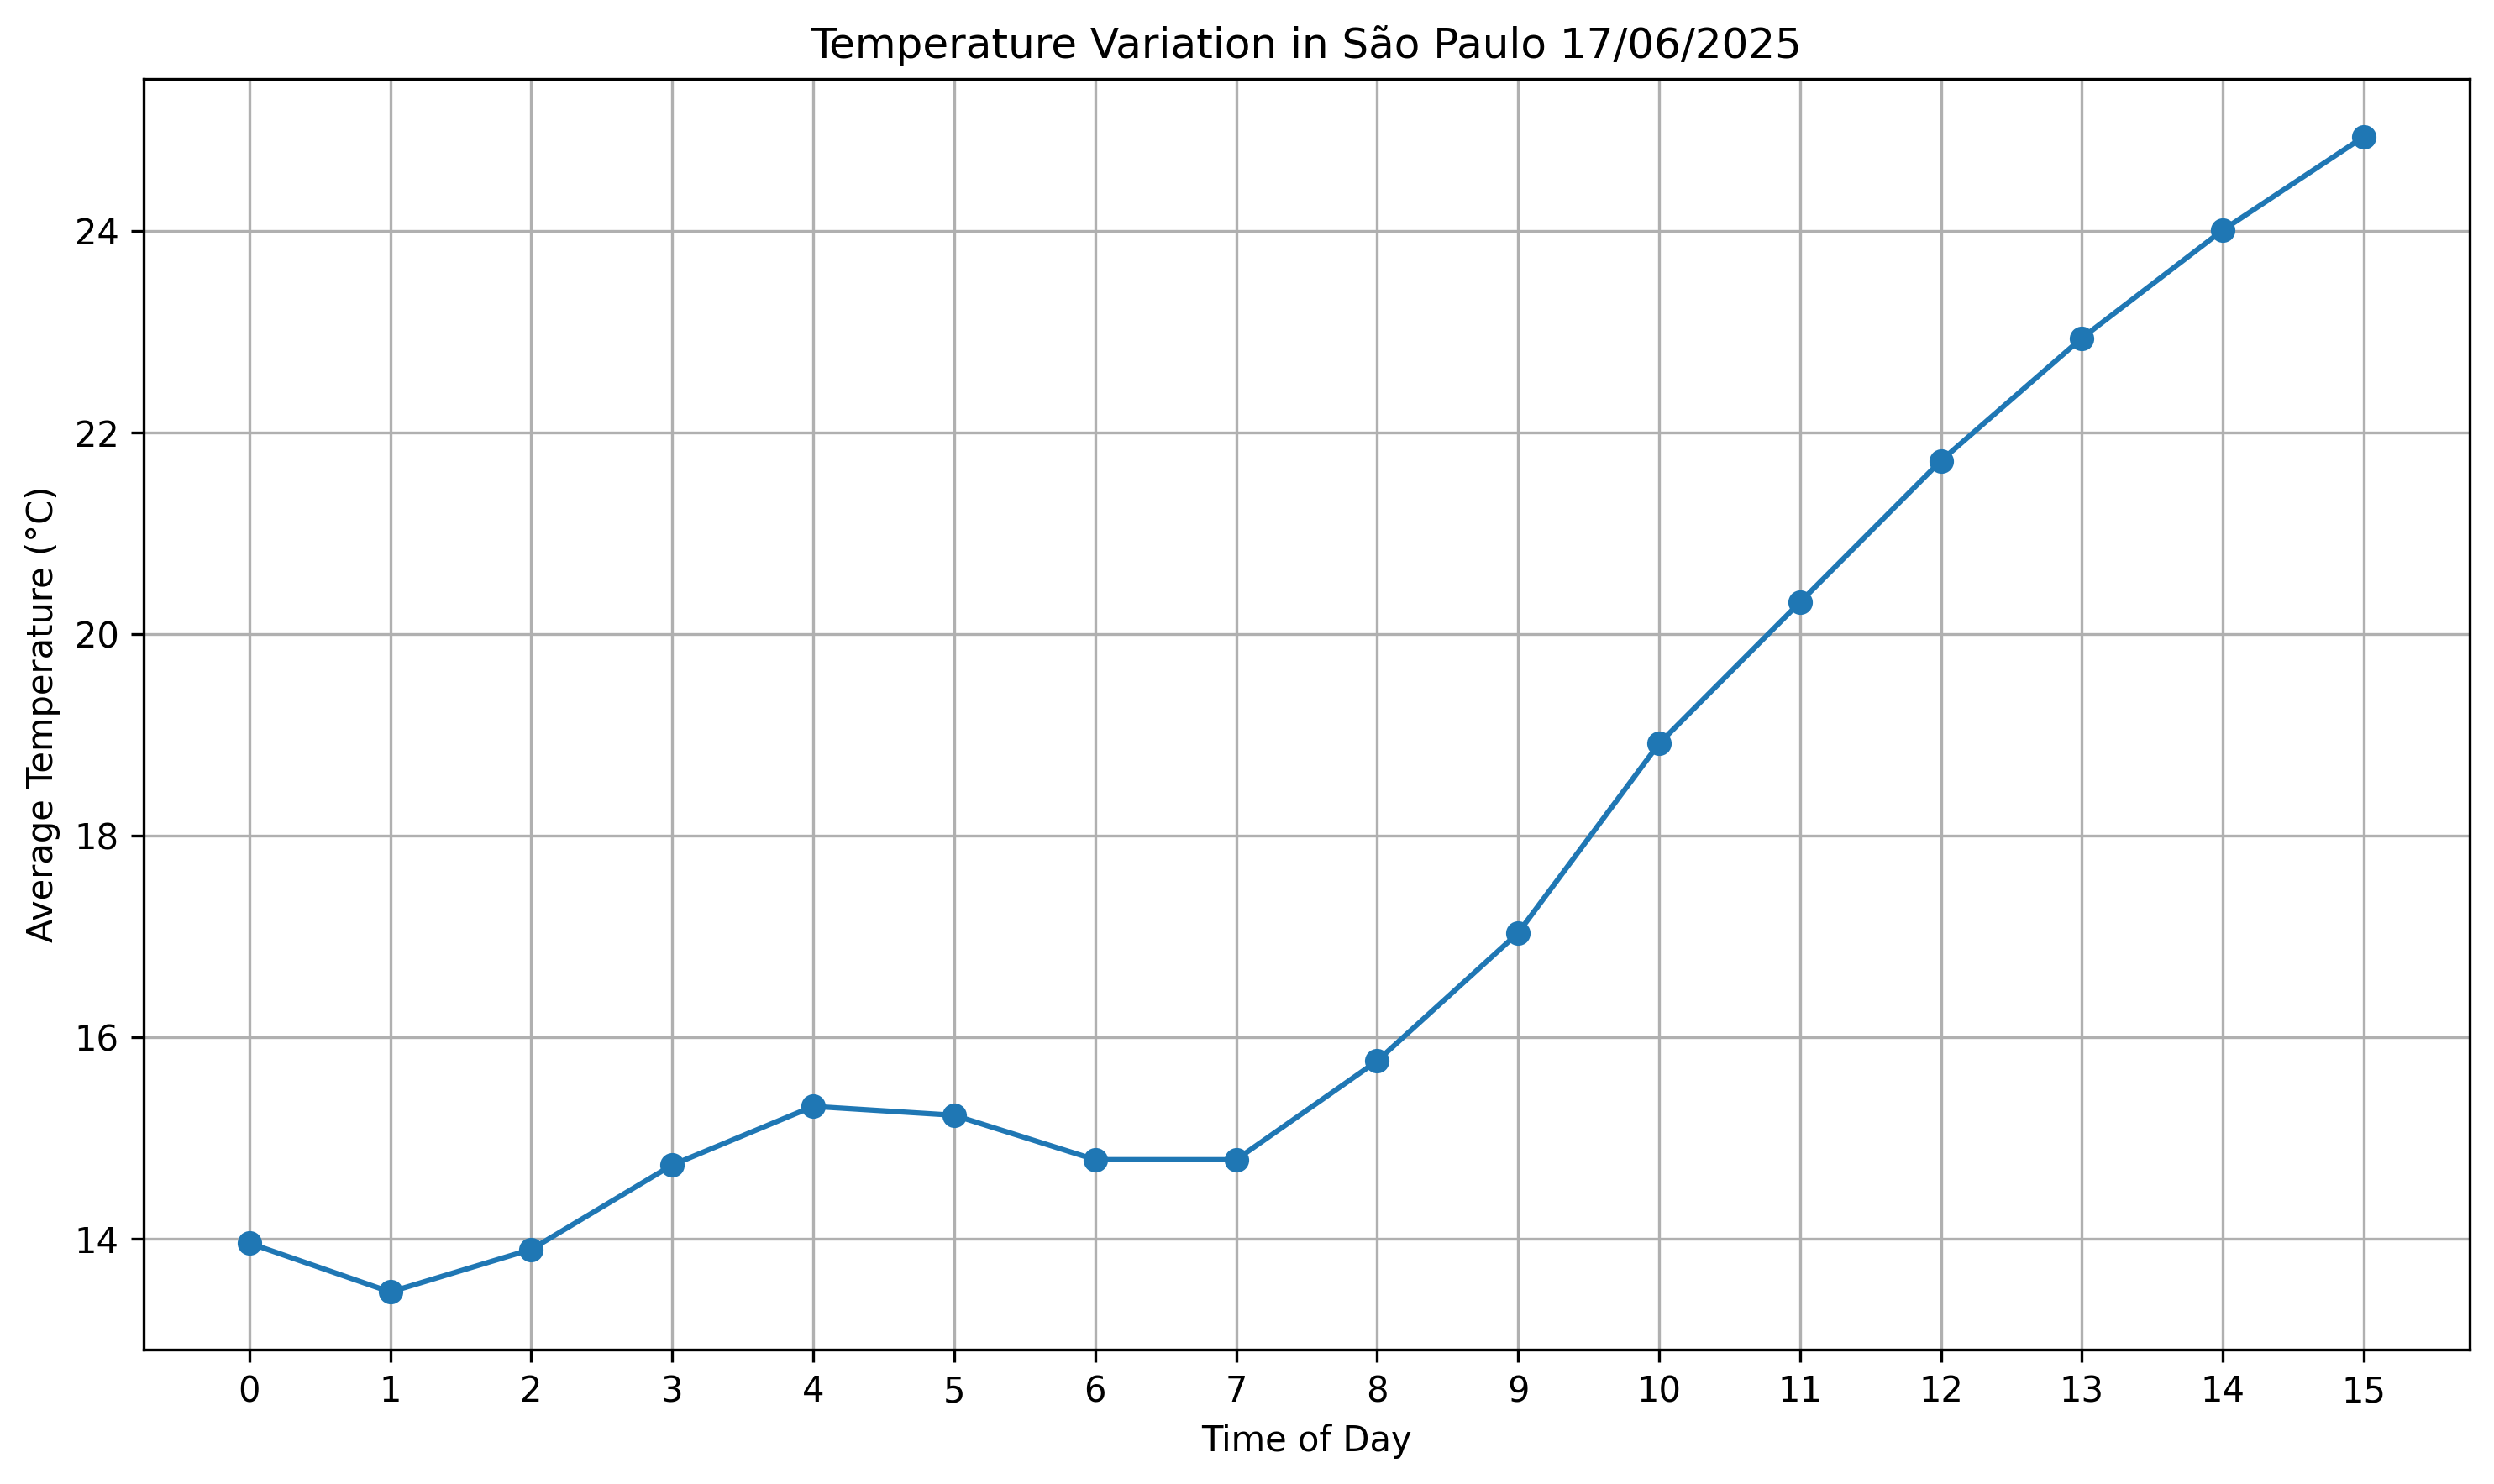 Temperature Variation in São Paulo 17/06/2025
Average Temperature (°C)
24
22
20
18
16
14
0 1 2 3 4 5 6 7 8 9 10 11 12 13 14 15
Time of Day